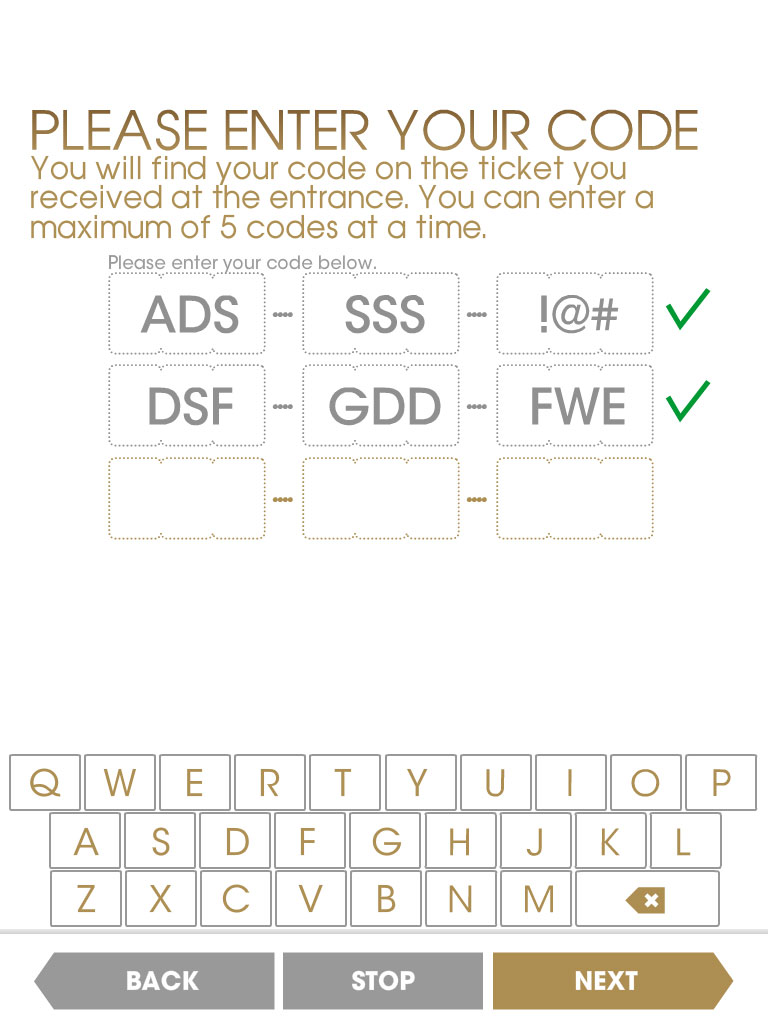 PLEASE ENTER YOUR CODE
You will find your code on the ticket you
received at the entrance. You can enter a
maximum of 5 codes at a time.
Please enter your code below.
ADS SSS !@#
DSF GDD FWE
Q W E R T Y U I O P
A S D F G H J K L
Z X C V B N M
BACK STOP NEXT